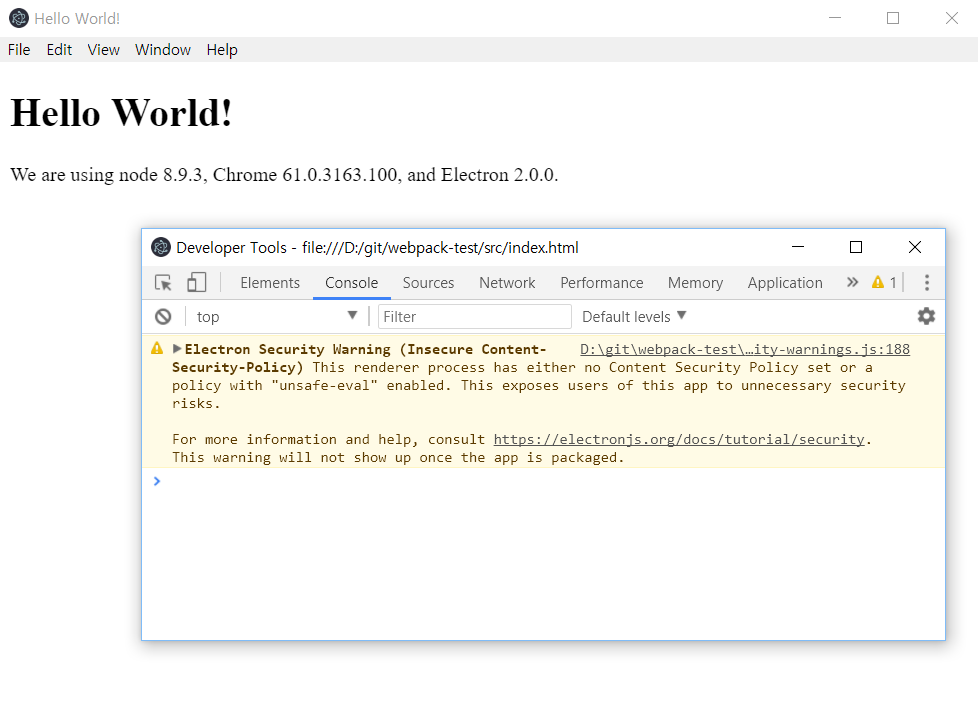 Hello World!
File Edit View Window Help
Hello World!
We are using node 8.9.3, Chrome 61.0.3163.100, and Electron 2.0.0.
Developer Tools - file:///D:/git/webpack-test/src/index.html
Elements Console Sources Network Performance Memory Application » 1
top Filter Default levels
Electron Security Warning (Insecure Content- D:\git\webpack-test\…ity-warnings.js:188
Security-Policy) This renderer process has either no Content Security Policy set or a
policy with "unsafe-eval" enabled. This exposes users of this app to unnecessary security
risks.
For more information and help, consult https://electronjs.org/docs/tutorial/security.
This warning will not show up once the app is packaged.